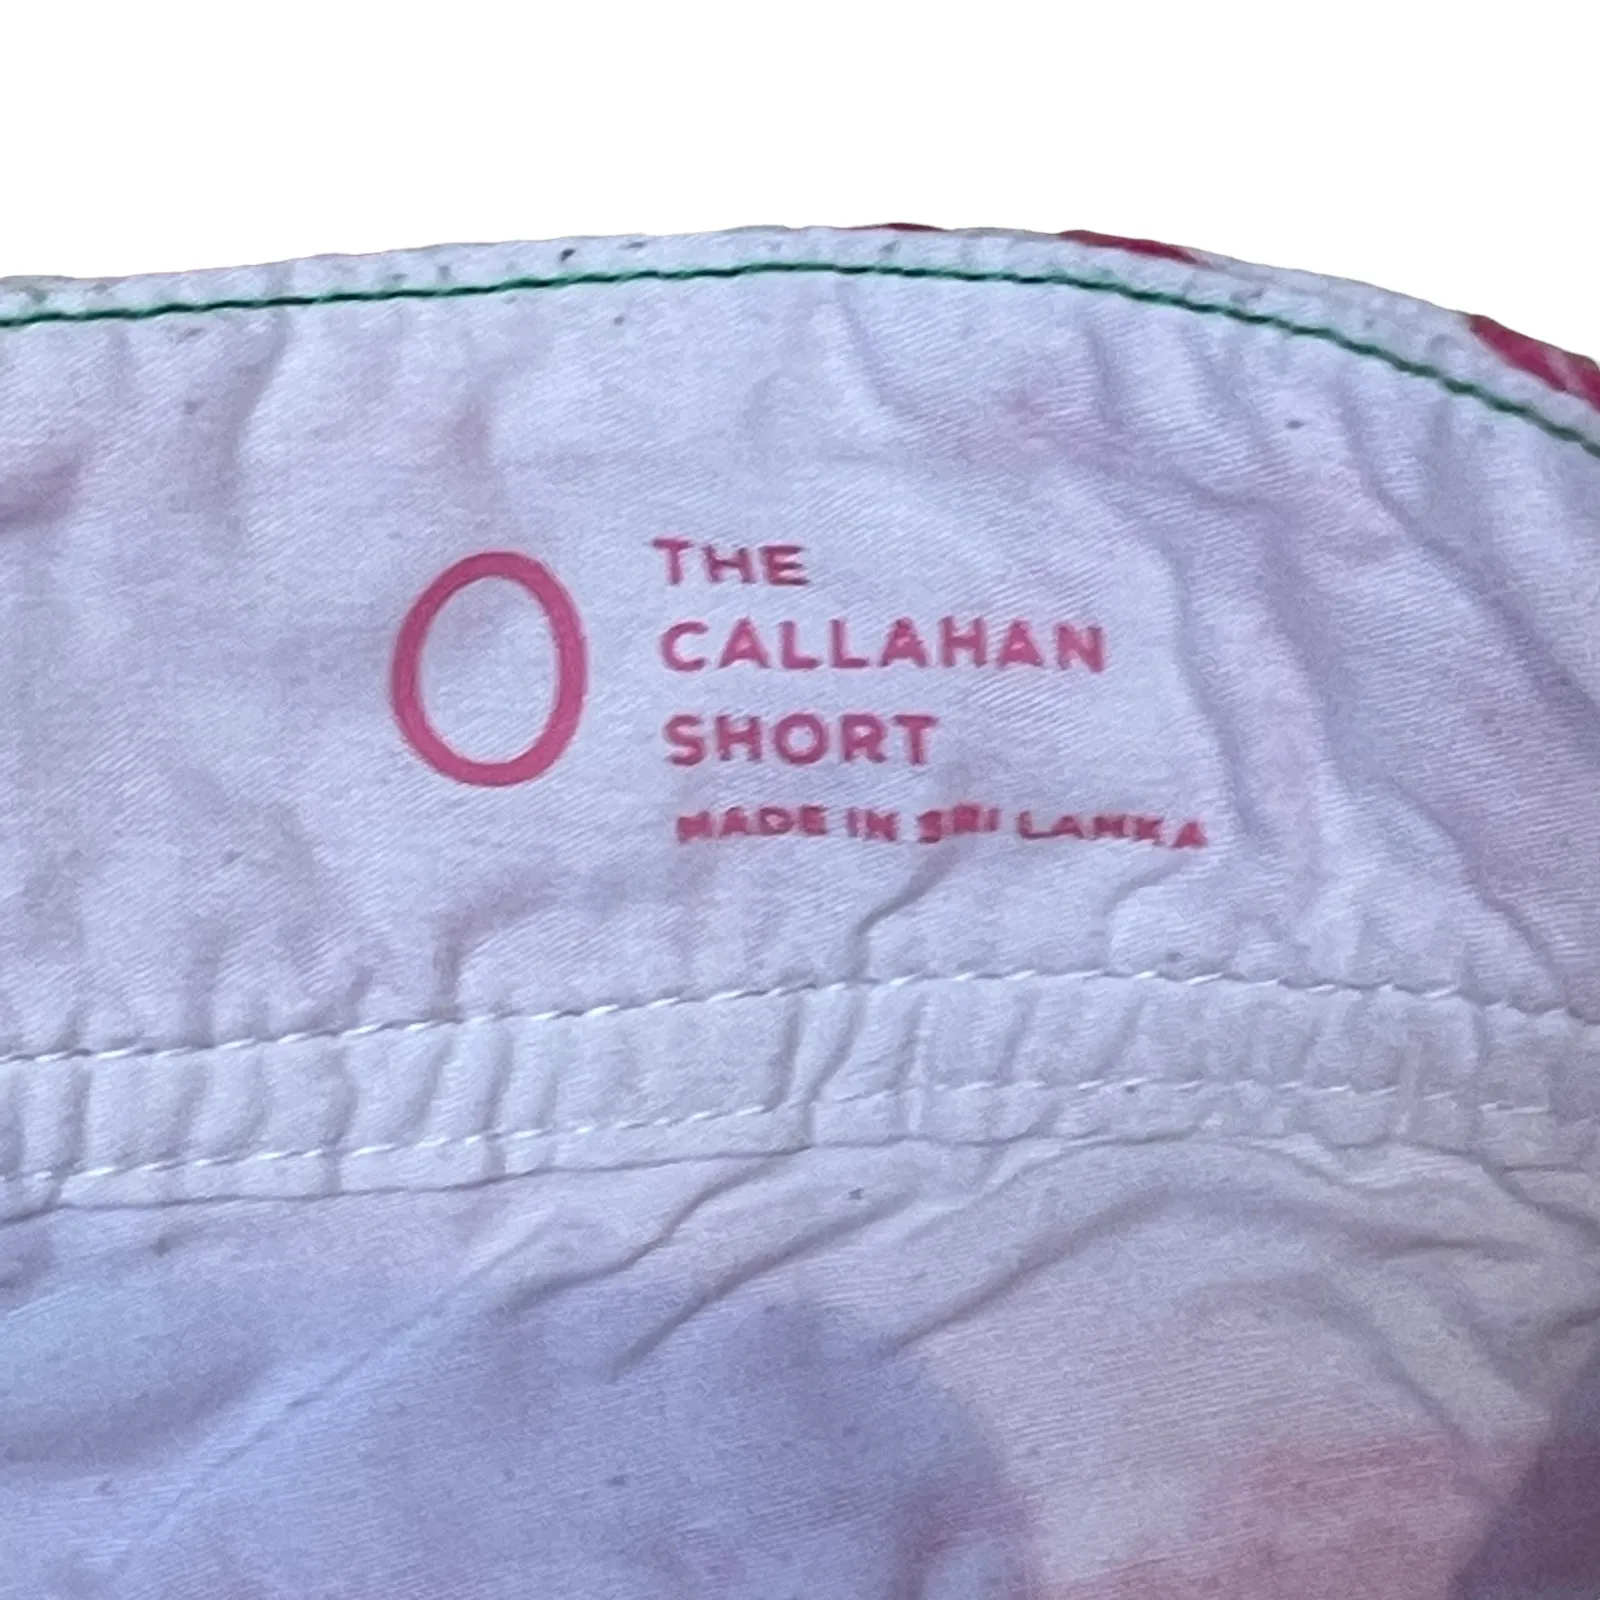 0
THE
CALLAHAN
SHORT
MADE IN SRI LANKA